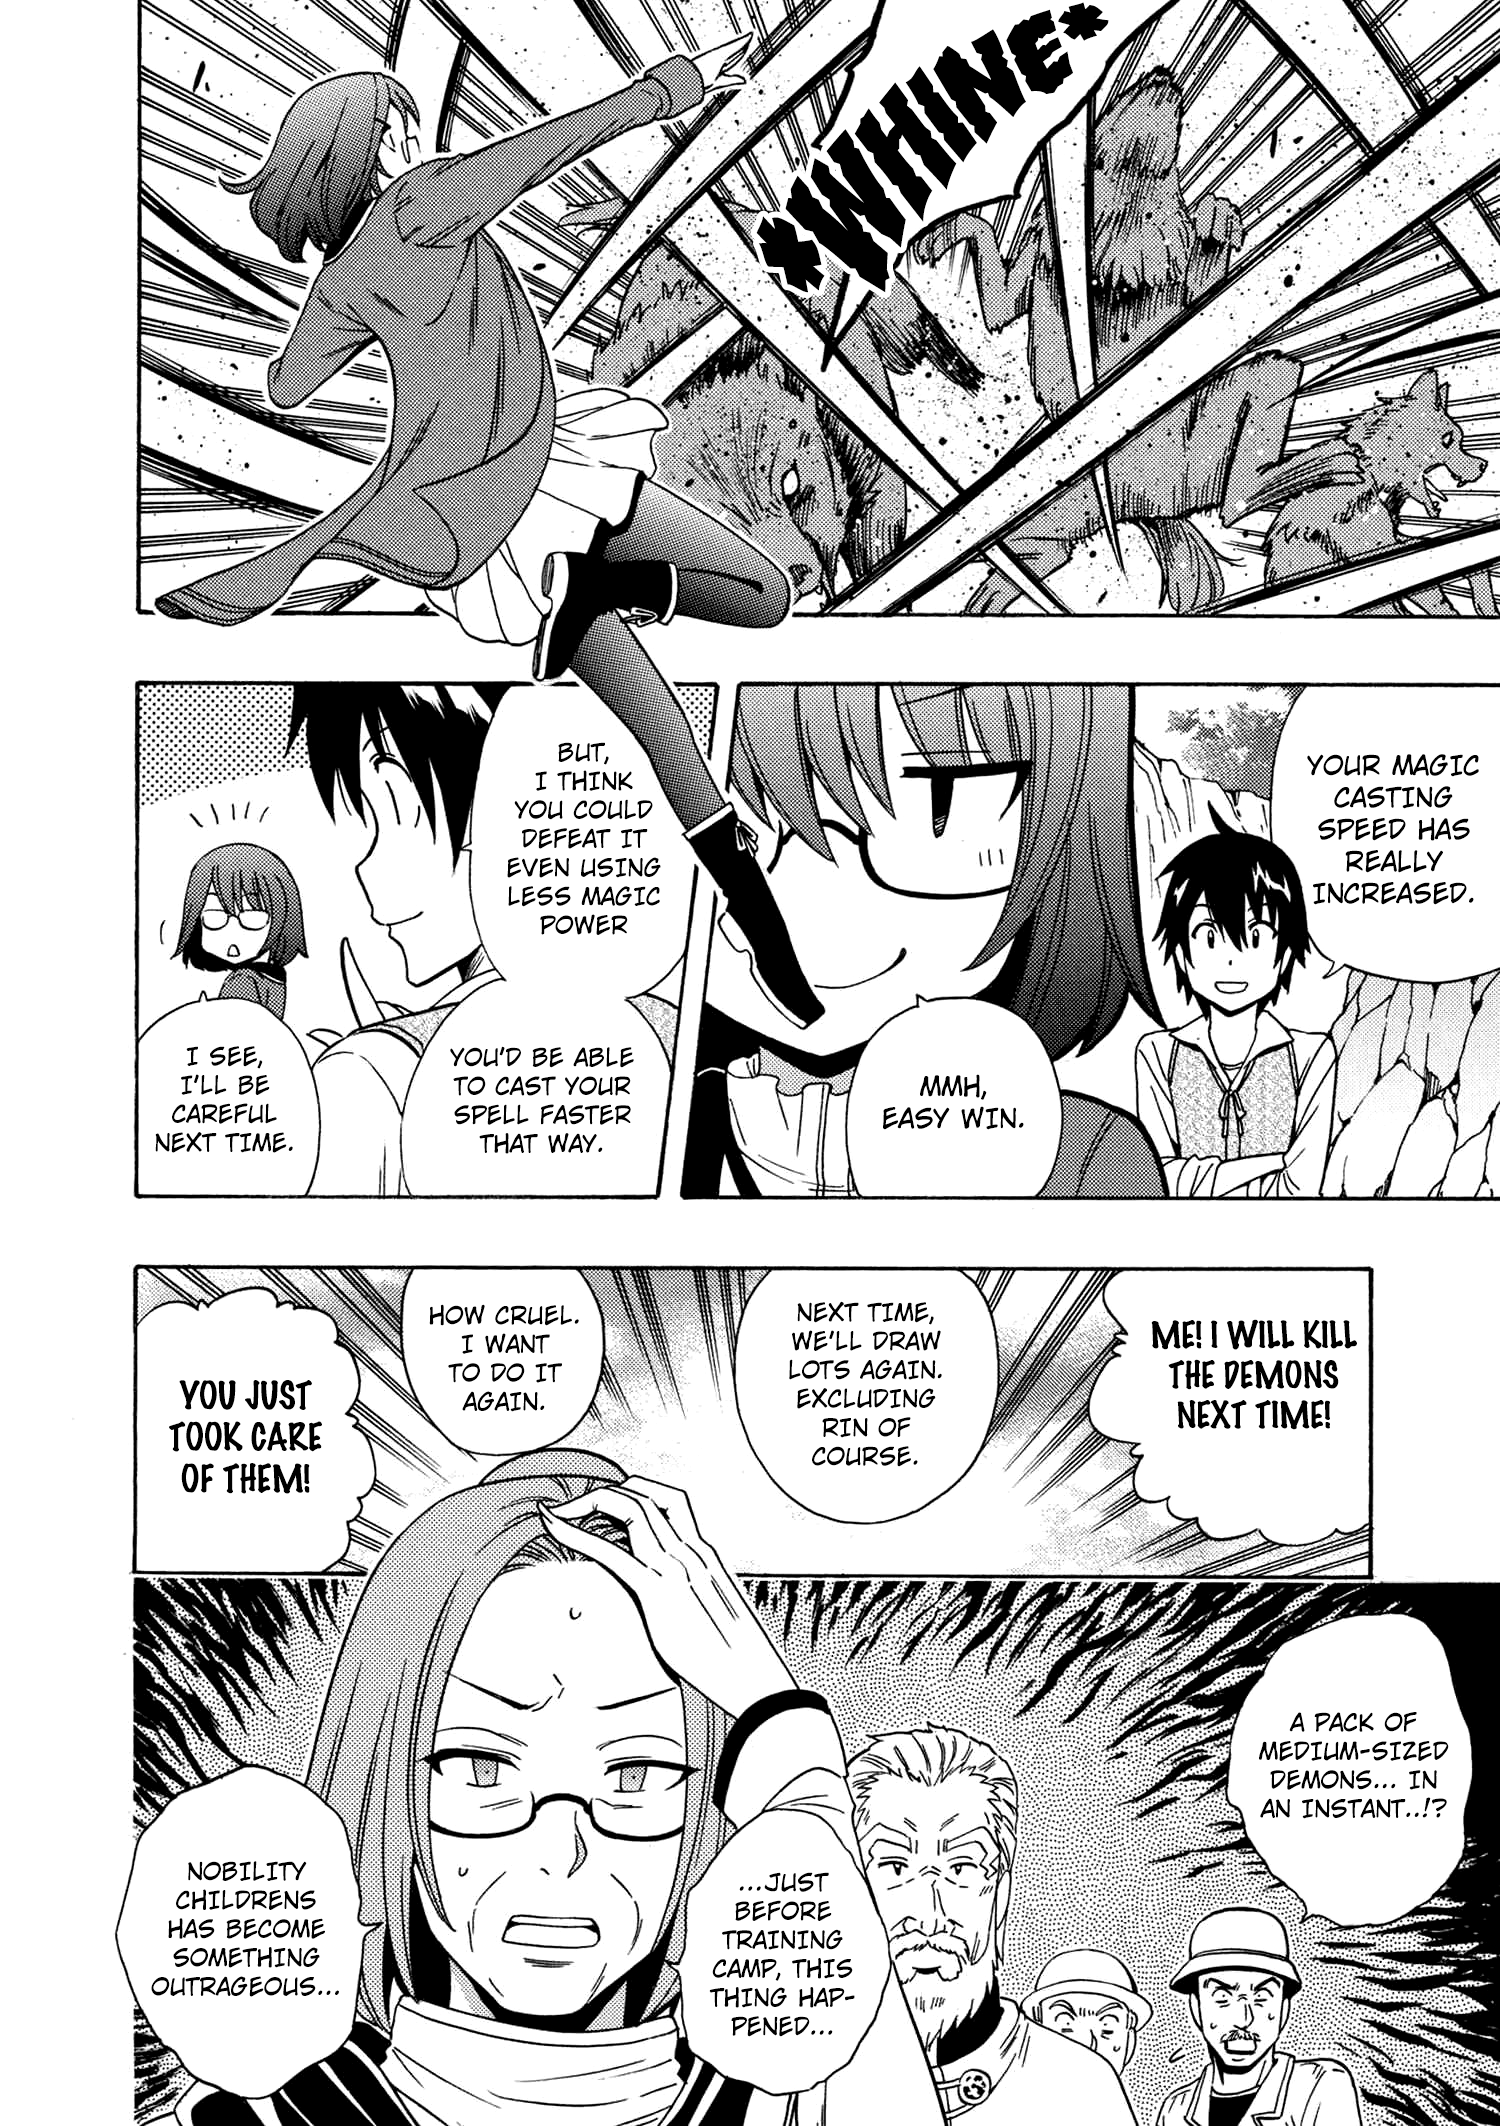 *WHINE*
YOUR MAGIC
CASTING
SPEED HAS
REALLY
INCREASED.
MMH,
EASY WIN.
BUT,
I THINK
YOU COULD
DEFEAT IT
EVEN USING
LESS MAGIC
POWER
YOU'D BE ABLE
TO CAST YOUR
SPELL FASTER
THAT WAY.
I SEE,
I'LL BE
CAREFUL
NEXT TIME.
ME! I WILL KILL
THE DEMONS
NEXT TIME!
NEXT TIME,
WE'LL DRAW
LOTS AGAIN.
EXCLUDING
RIN OF
COURSE.
HOW CRUEL.
I WANT
TO DO IT
AGAIN.
YOU JUST
TOOK CARE
OF THEM!
A PACK OF
MEDIUM-SIZED
DEMONS... IN
AN INSTANT..!?
...JUST
BEFORE
TRAINING
CAMP, THIS
THING HAP-
PENED...
NOBILITY
CHILDRENS
HAS BECOME
SOMETHING
OUTRAGEOUS...